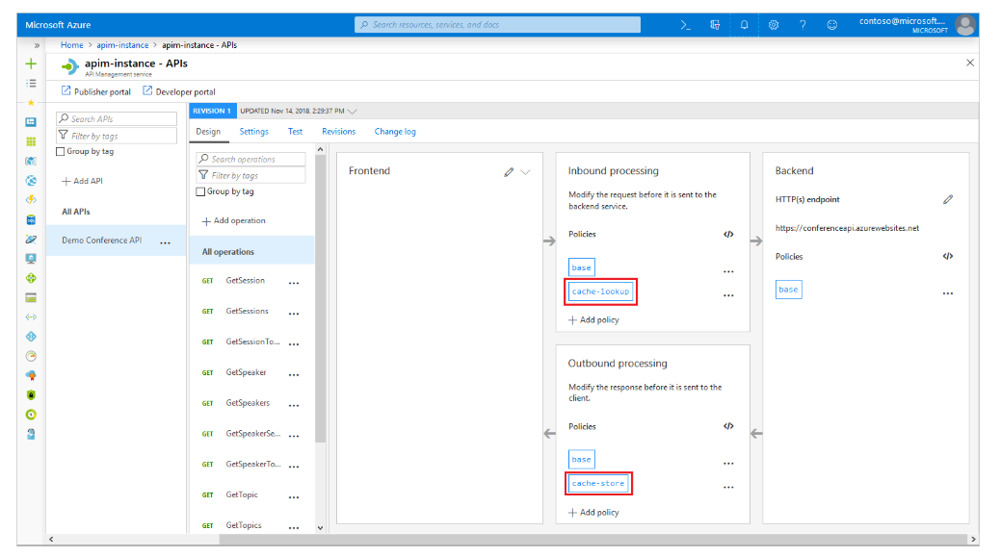 Microsoft Azure
Search resources, services, and docs
contoso@microsoft....
MICROSOFT
Home > apim-instance > apim-instance - APIs
apim-instance - APIs
API Management service
Publisher portal
Developer portal
Search APIs
Filter by tags
Group by tag
Add API
All APIs
Demo Conference API
REVISION 1
UPDATED Nov 14, 2018, 2:29:37 PM
Design
Settings
Test
Revisions
Change log
Search operations
Filter by tags
Group by tag
Add operation
All operations
GET GetSession
GET GetSessions
GET GetSessionTo...
GET GetSpeaker
GET GetSpeakers
GET GetSpeakerSe...
GET GetSpeakerTo...
GET GetTopic
GET GetTopics
Frontend
Inbound processing
Modify the request before it is sent to the
backend service.
Policies
base
cache-lookup
Add policy
Outbound processing
Modify the response before it is sent to the
client.
Policies
base
cache-store
Add policy
Backend
HTTP(s) endpoint
https://conferenceapi.azurewebsites.net
Policies
base